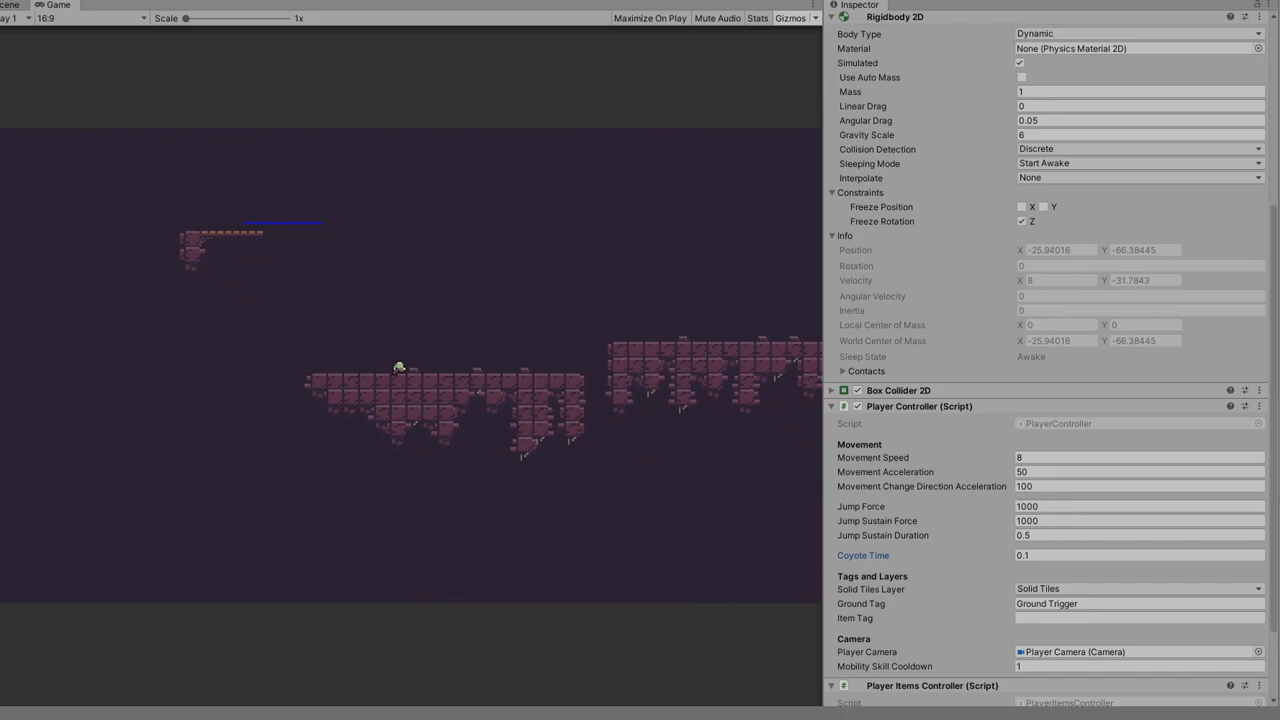 cene Game
ay 1 16:9 Scale 1x Maximize On Play Mute Audio Stats Gizmos
Inspector
Rigidbody 2D
Body Type Dynamic
Material None (Physics Material 2D)
Simulated
Use Auto Mass
Mass 1
Linear Drag 0
Angular Drag 0.05
Gravity Scale 6
Collision Detection Discrete
Sleeping Mode Start Awake
Interpolate None
Constraints
Freeze Position X Y
Freeze Rotation Z
Info
Position X -25.94016 Y -66.38445
Rotation 0
Velocity X 8 Y -31.7843
Angular Velocity 0
Inertia 0
Local Center of Mass X 0 Y 0
World Center of Mass X -25.94016 Y -66.38445
Sleep State Awake
Contacts
Box Collider 2D
# Player Controller (Script)
Script PlayerController
Movement
Movement Speed 8
Movement Acceleration 50
Movement Change Direction Acceleration 100
Jump Force 1000
Jump Sustain Force 1000
Jump Sustain Duration 0.5
Coyote Time 0.1
Tags and Layers
Solid Tiles Layer Solid Tiles
Ground Tag Ground Trigger
Item Tag
Camera
Player Camera Player Camera (Camera)
Mobility Skill Cooldown 1
# Player Items Controller (Script)
Script PlayerItemsController